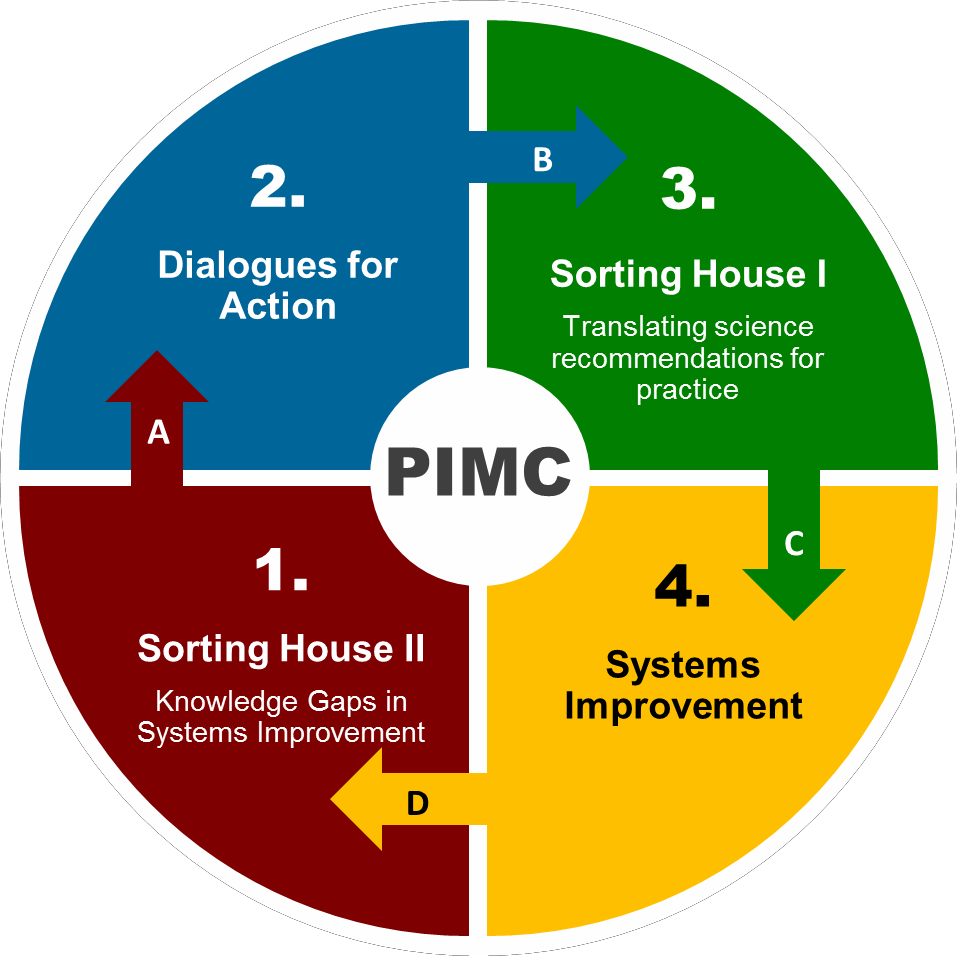 2.
Dialogues for
Action
B
3.
Sorting House I
Translating science
recommendations for
practice
A
PIMC
C
1.
Sorting House II
Knowledge Gaps in
Systems Improvement
4.
Systems
Improvement
D